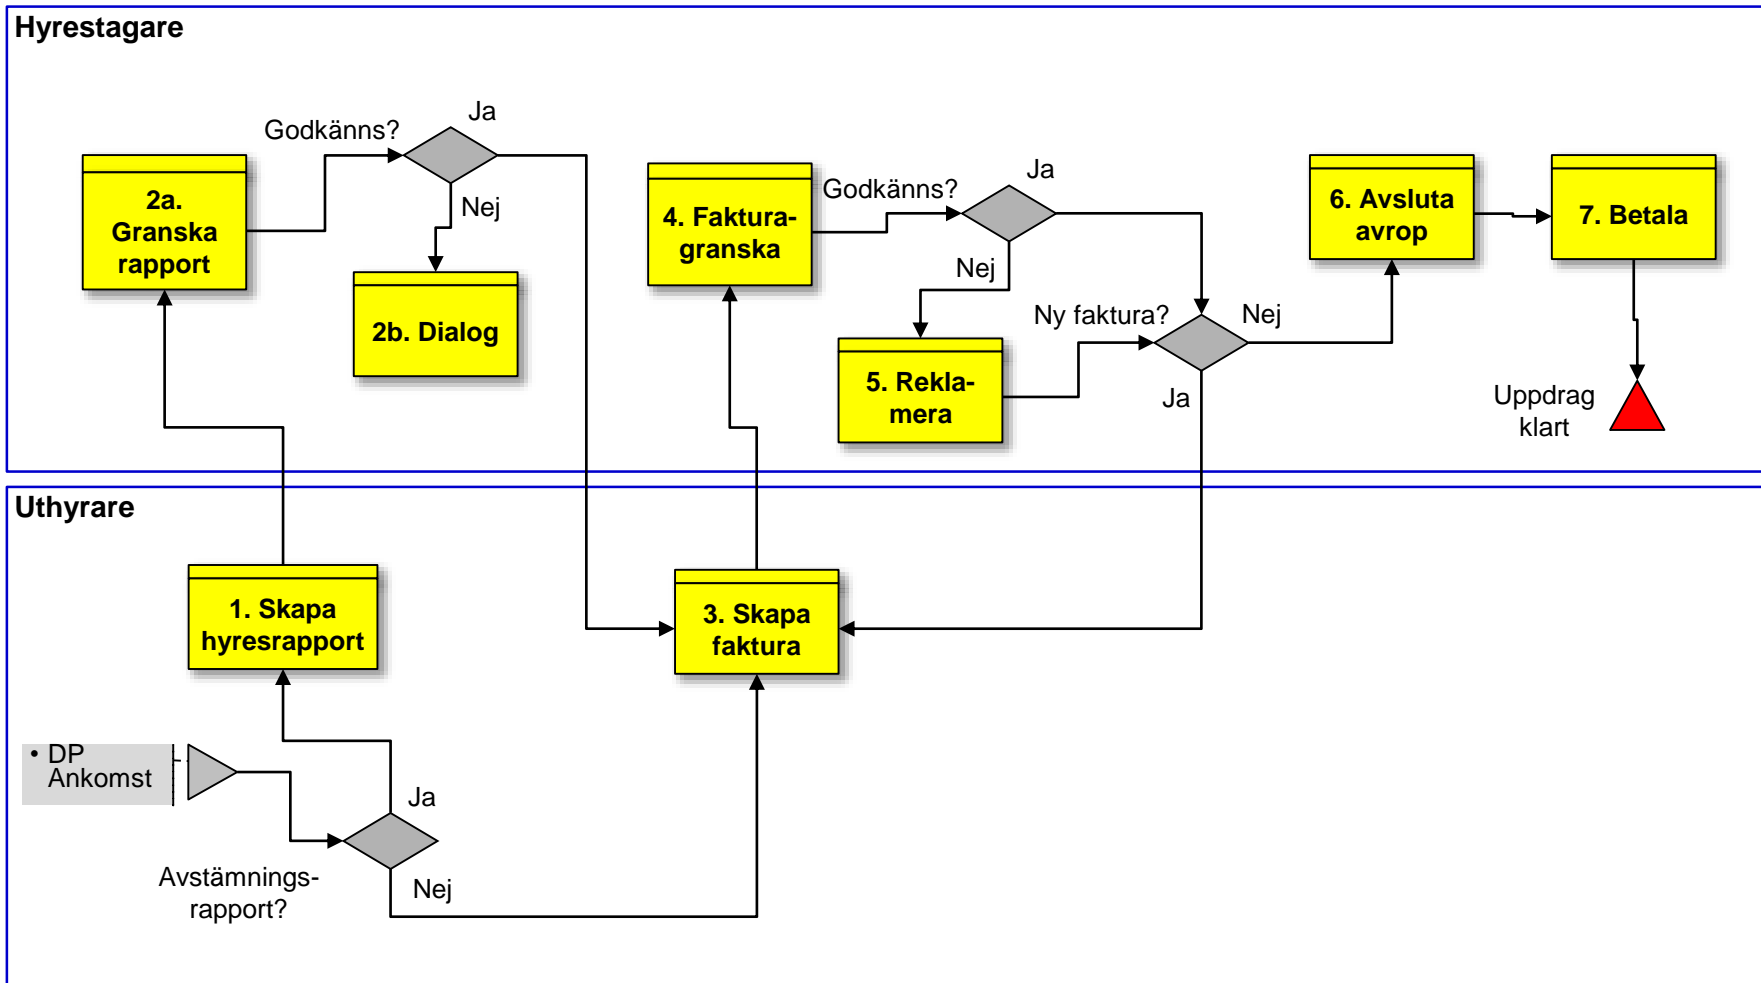 Hyrestagare
Godkänns?
Ja
Nej
2a.
Granska
rapport
2b. Dialog
4. Faktura-
granska
Godkänns?
Ja
Nej
5. Rekla-
mera
Ny faktura?
Nej
Ja
6. Avsluta
avrop
7. Betala
Uppdrag
klart
Uthyrare
1. Skapa
hyresrapport
3. Skapa
faktura
• DP
Ankomst
Ja
Avstämnings-
rapport?
Nej